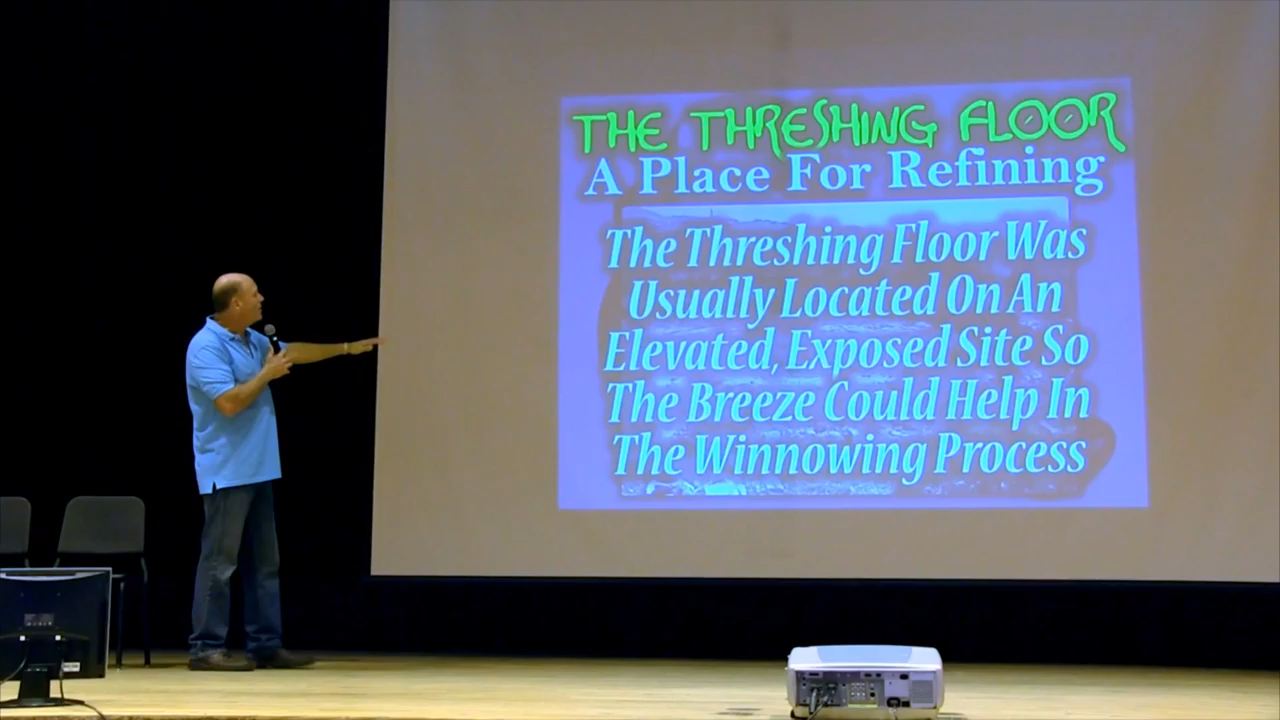 THE THRESHING FLOOR
A Place For Refining
The Threshing Floor Was
Usually Located On An
Elevated, Exposed Site So
The Breeze Could Help In
The Winnowing Process